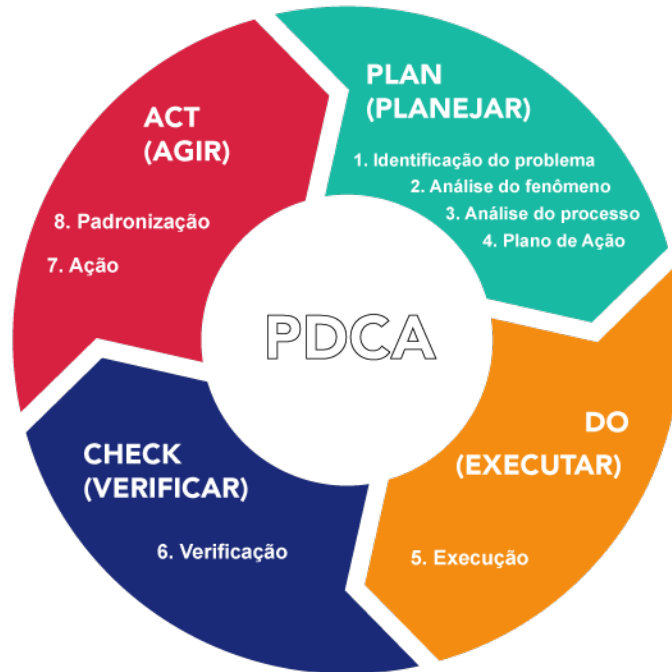 PLAN
(PLANEJAR)
1. Identificação do problema
2. Análise do fenômeno
3. Análise do processo
4. Plano de Ação
DO
(EXECUTAR)
5. Execução
CHECK
(VERIFICAR)
6. Verificação
ACT
(AGIR)
8. Padronização
7. Ação
PDCA